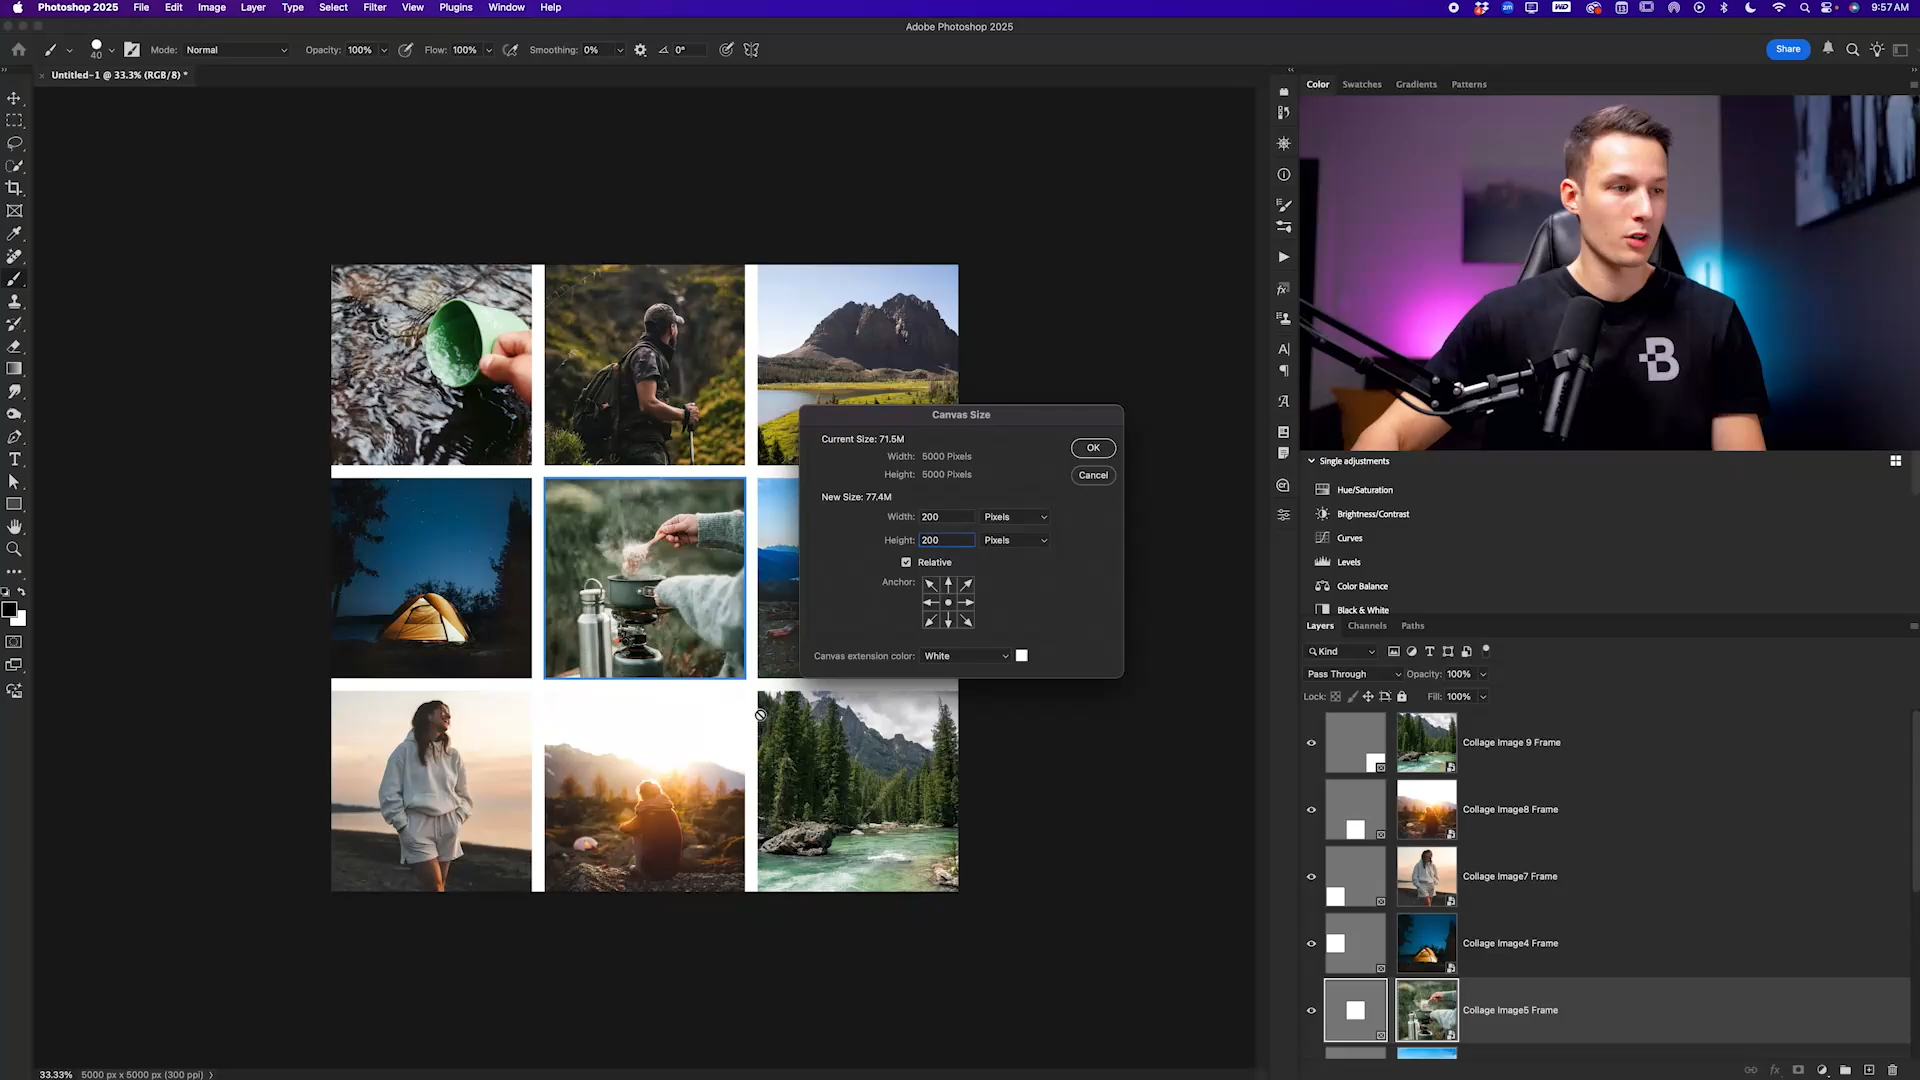 Photoshop 2025 File Edit Image Layer Type Select Filter View Plugins Window Help
9:57AM
Adobe Photoshop 2025
40 Mode: Normal Opacity: 100% Flow: 100% Smoothing: 0% 0° Share
Untitled-1 @ 33.3% (RGB/8) *
Color Swatches Gradients Patterns
B
Canvas Size
Current Size: 71.5M
OK
Width: 5000 Pixels
Height: 5000 Pixels
Cancel
New Size: 77.4M
Width: 200 Pixels
Height: 200 Pixels
Relative
Anchor:
Canvas extension color: White
Single adjustments
Hue/Saturation
Brightness/Contrast
Curves
Levels
Color Balance
Black & White
Layers Channels Paths
Kind
Pass Through Opacity: 100%
Lock: Fill: 100%
Collage Image 9 Frame
Collage Image8 Frame
Collage Image7 Frame
Collage Image4 Frame
Collage Image5 Frame
33.33% 5000 px x 5000 px (300 ppi)